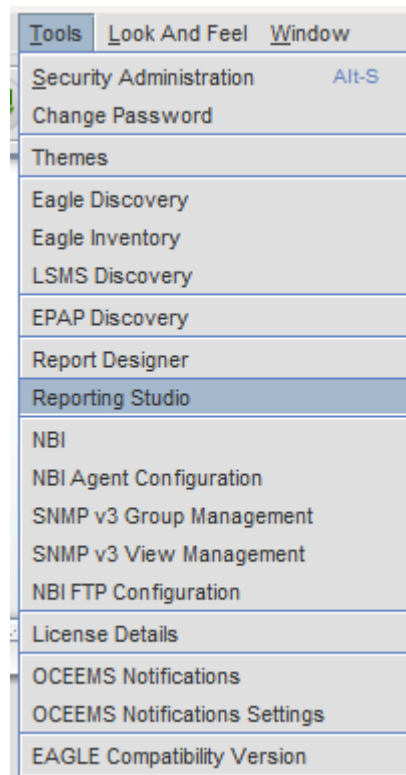 Tools Look And Feel Window
Security Administration Alt-S
Change Password
Themes
Eagle Discovery
Eagle Inventory
LSMS Discovery
EPAP Discovery
Report Designer
Reporting Studio
NBI
NBI Agent Configuration
SNMP v3 Group Management
SNMP v3 View Management
NBI FTP Configuration
License Details
OCEEMS Notifications
OCEEMS Notifications Settings
EAGLE Compatibility Version